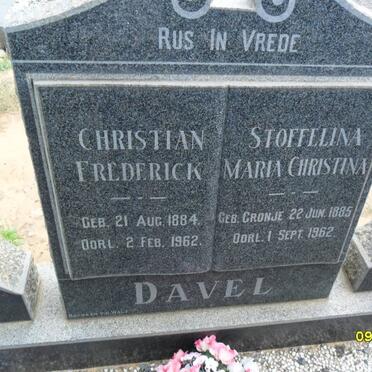 RUS IN VREDE
CHRISTIAN
FREDERICK
GEB. 21 AUG. 1884.
OORL. 2 FEB. 1962.
STOFFELINA
MARIA CHRISTINA
GEB. CRONJE 22 JUN. 1885
OORL. 1 SEPT. 1962.
DAVEL
09